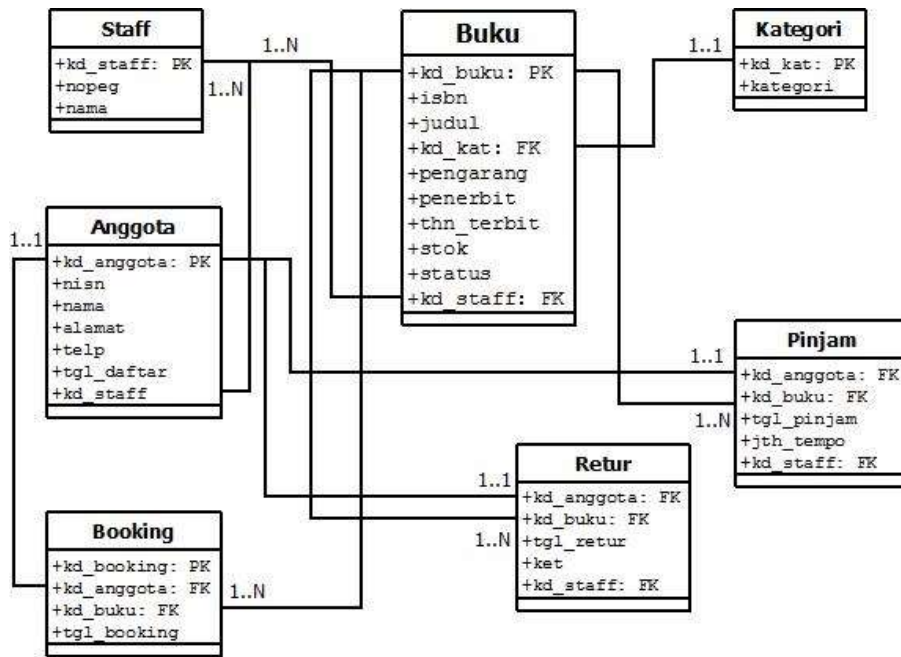 Staff
+kd_staff: PK
+nopeg
+nama
1..N
1..N
Buku
+kd_buku: PK
+isbn
+judul
+kd_kat: FK
+pengarang
+penerbit
+thn_terbit
+stok
+status
+kd_staff: FK
1..1
Kategori
+kd_kat: PK
+kategori
1..1
Anggota
+kd_anggota: PK
+nisn
+nama
+alamat
+telp
+tgl_daftar
+kd_staff
1..1
1..N
Pinjam
+kd_anggota: FK
+kd_buku: FK
+tgl_pinjam
+jth_tempo
+kd_staff: FK
1..1
1..N
Retur
+kd_anggota: FK
+kd_buku: FK
+tgl_retur
+ket
+kd_staff: FK
Booking
+kd_booking: PK
+kd_anggota: FK
+kd_buku: FK
+tgl_booking
1..N